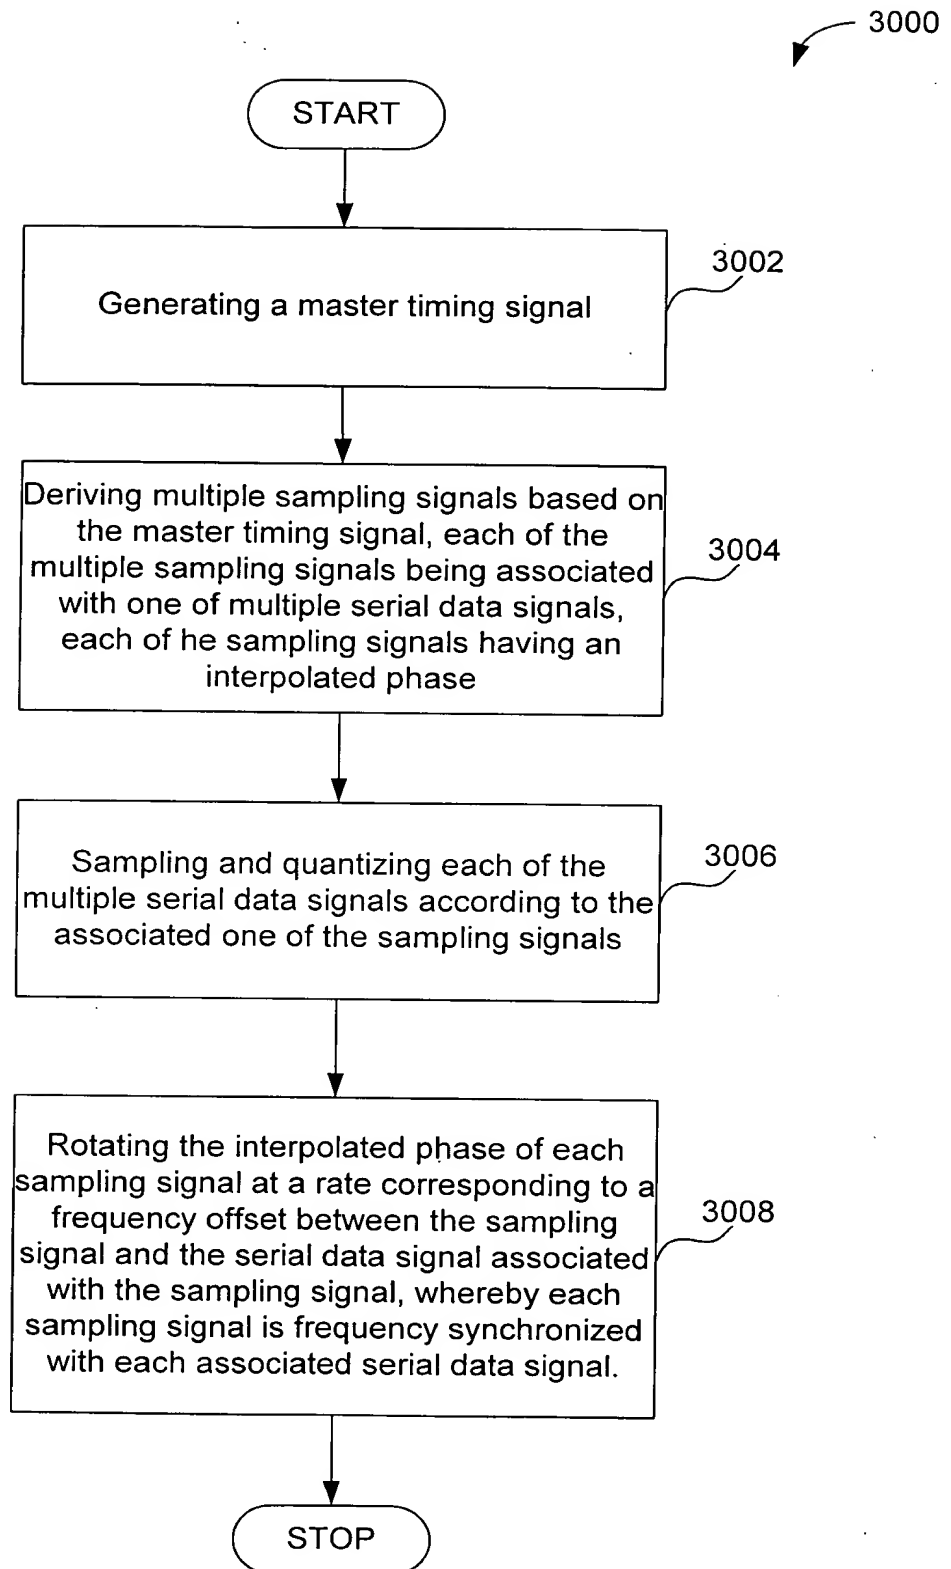 3000
START
Generating a master timing signal
3002
Deriving multiple sampling signals based on
the master timing signal, each of the
multiple sampling signals being associated
with one of multiple serial data signals,
each of he sampling signals having an
interpolated phase
3004
Sampling and quantizing each of the
multiple serial data signals according to the
associated one of the sampling signals
3006
Rotating the interpolated phase of each
sampling signal at a rate corresponding to a
frequency offset between the sampling
signal and the serial data signal associated
with the sampling signal, whereby each
sampling signal is frequency synchronized
with each associated serial data signal.
3008
STOP